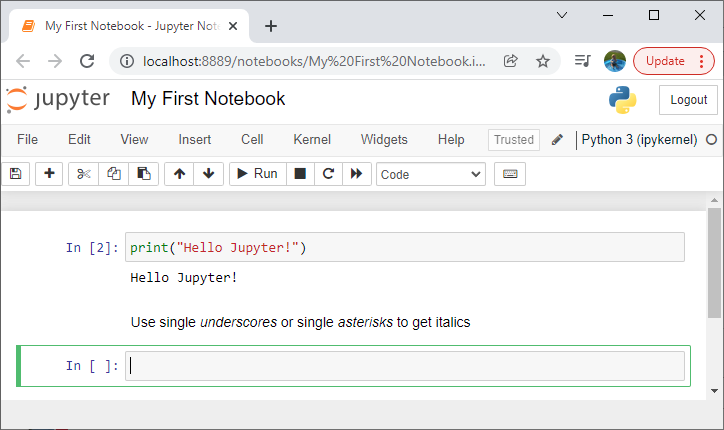 My First Notebook - Jupyter Note
localhost:8889/notebooks/My%20First%20Notebook.i...
Update
jupyter My First Notebook
Logout
File Edit View Insert Cell Kernel Widgets Help Trusted Python 3 (ipykernel)
Run Code
In [2]: print("Hello Jupyter!")
Hello Jupyter!
Use single underscores or single asterisks to get italics
In [ ]: